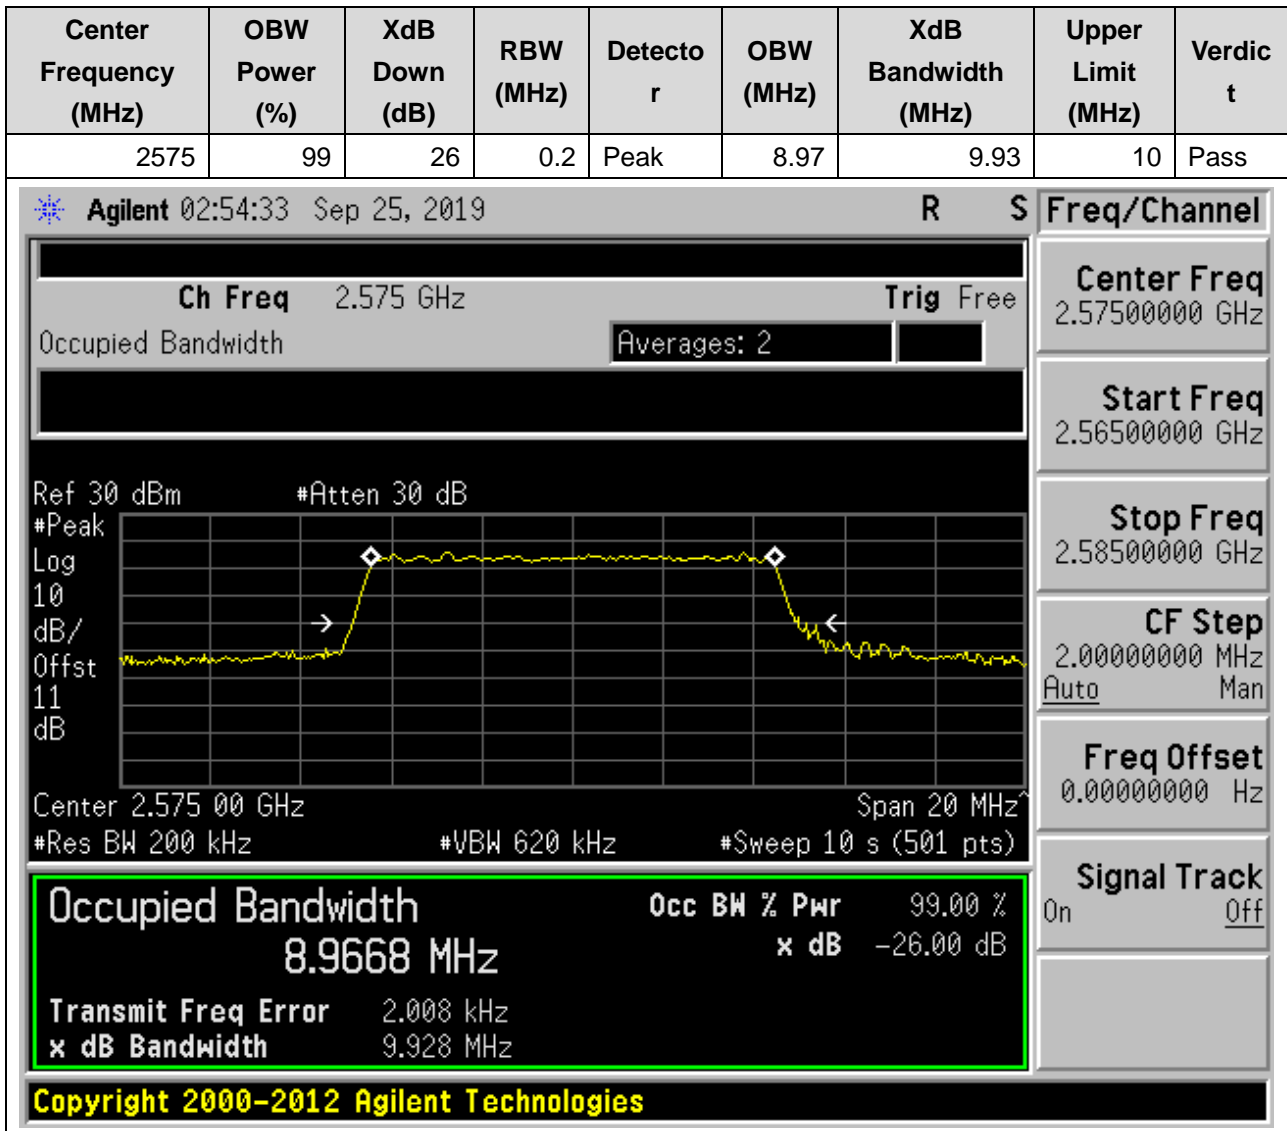 Center Frequency (MHz) OBW Power (%) XdB Down (dB) RBW (MHz) Detecto r OBW (MHz) XdB Bandwidth (MHz) Upper Limit (MHz) Verdic t
2575 99 26 0.2 Peak 8.97 9.93 10 Pass
Agilent 02:54:33 Sep 25, 2019 R S Freq/Channel
Ch Freq 2.575 GHz Trig Free
Occupied Bandwidth Averages: 2
Center Freq
2.57500000 GHz
Start Freq
2.56500000 GHz
Stop Freq
2.58500000 GHz
CF Step
2.00000000 MHz
Auto Man
Freq Offset
0.00000000 Hz
Signal Track
On Off
Ref 30 dBm #Atten 30 dB
#Peak
Log
10
dB/
Offst
11
dB
Center 2.575 00 GHz Span 20 MHz^
#Res BW 200 kHz #VBW 620 kHz #Sweep 10 s (501 pts)
Occupied Bandwidth Occ BW % Pwr 99.00 %
8.9668 MHz x dB -26.00 dB
Transmit Freq Error 2.008 kHz
x dB Bandwidth 9.928 MHz
Copyright 2000-2012 Agilent Technologies